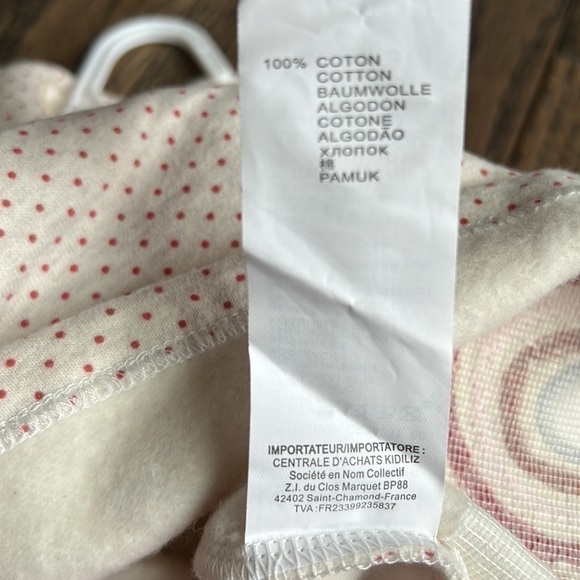 100% COTON
COTTON
BAUMWOLLE
ALGODON
COTONE
ALGODÃO
хлопок
棉
PAMUK
IMPORTATEUR/IMPORTATORE :
CENTRALE D'ACHATS KIDILIZ
Société en Nom Collectif
Z.I. du Clos Marquet BP88
42402 Saint-Chamond-France
TVA :FR23399235837